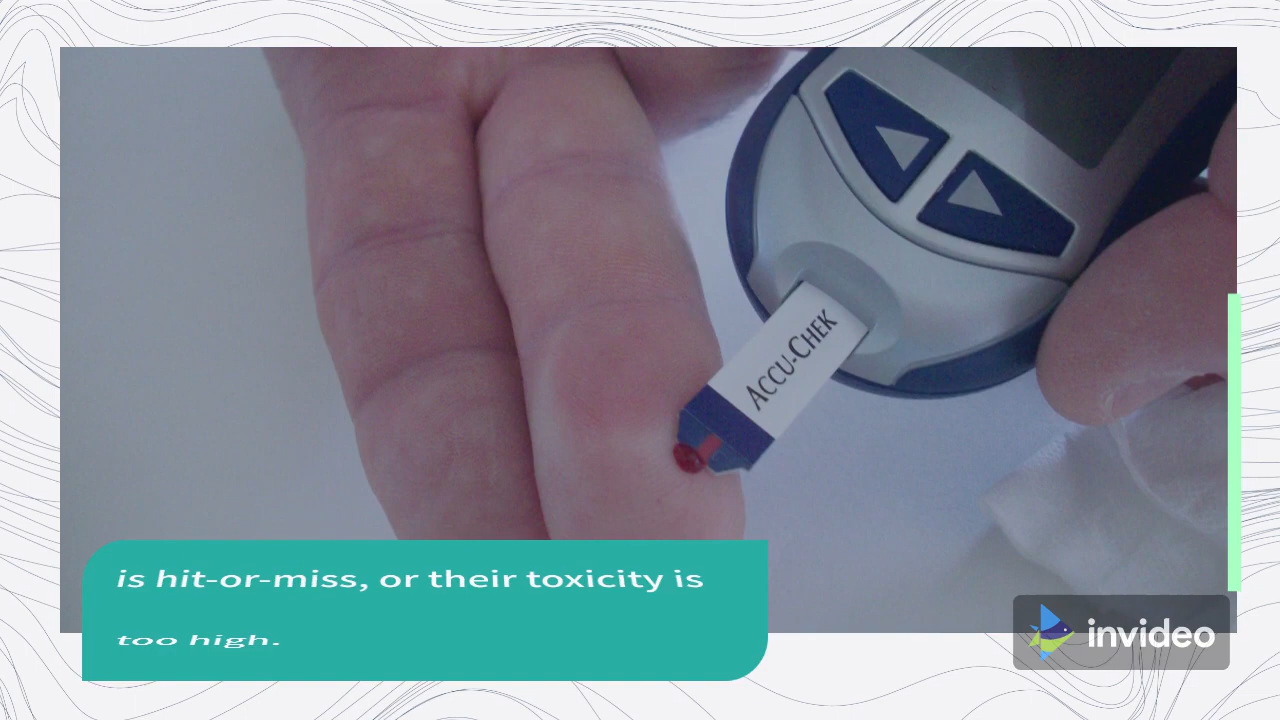 ACCU-CHEK
is hit-or-miss, or their toxicity is
too high.
invideo